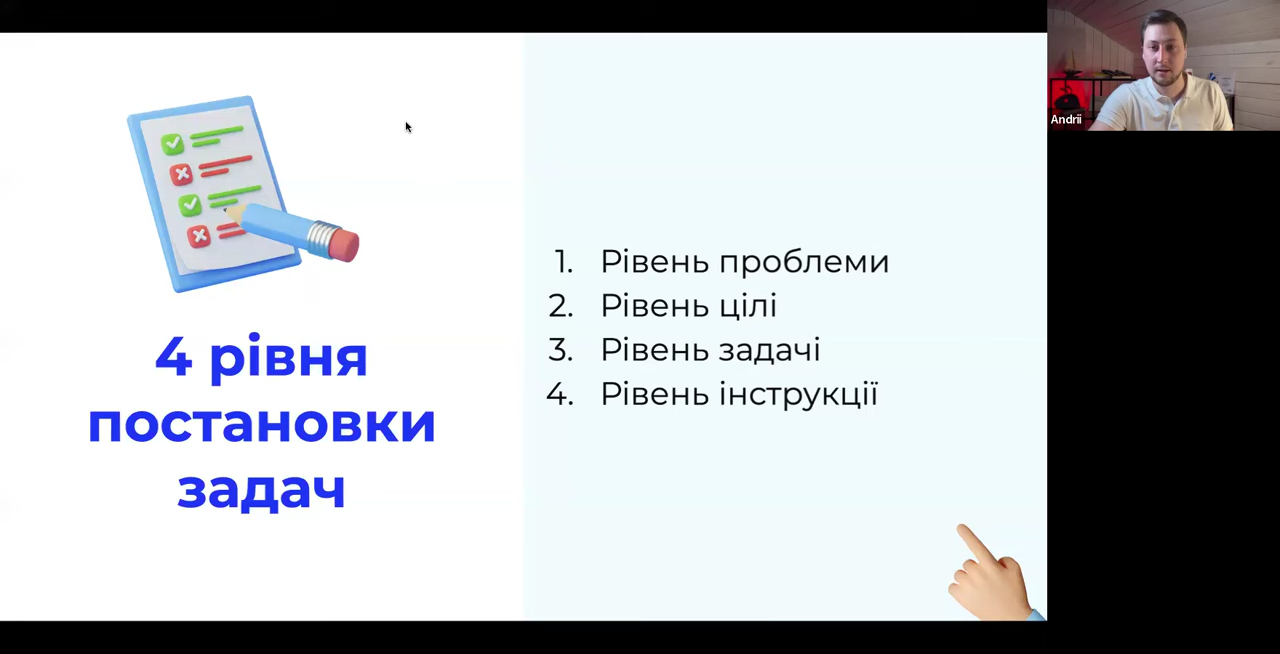 4 рівня
постановки
задач
1. Рівень проблеми
2. Рівень цілі
3. Рівень задачі
4. Рівень інструкції
Andrii